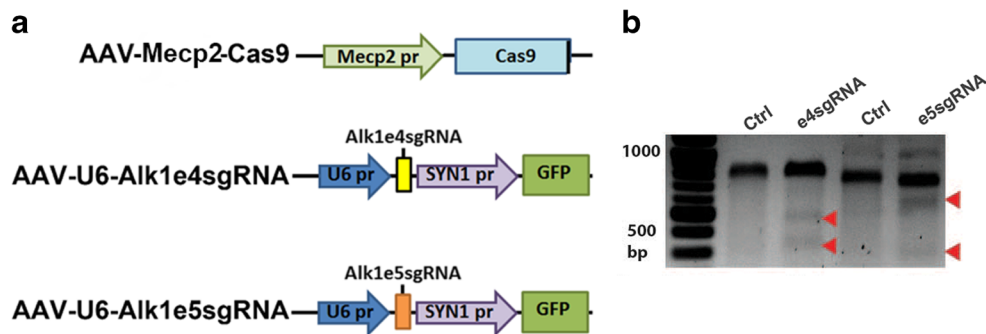 a
AAV-Mecp2-Cas9
Mecp2 pr
Cas9
Alk1e4sgRNA
AAV-U6-Alk1e4sgRNA
U6 pr
SYN1 pr
GFP
Alk1e5sgRNA
AAV-U6-Alk1e5sgRNA
U6 pr
SYN1 pr
GFP
b
Ctrl
e4sgRNA
Ctrl
e5sgRNA
1000
500
bp